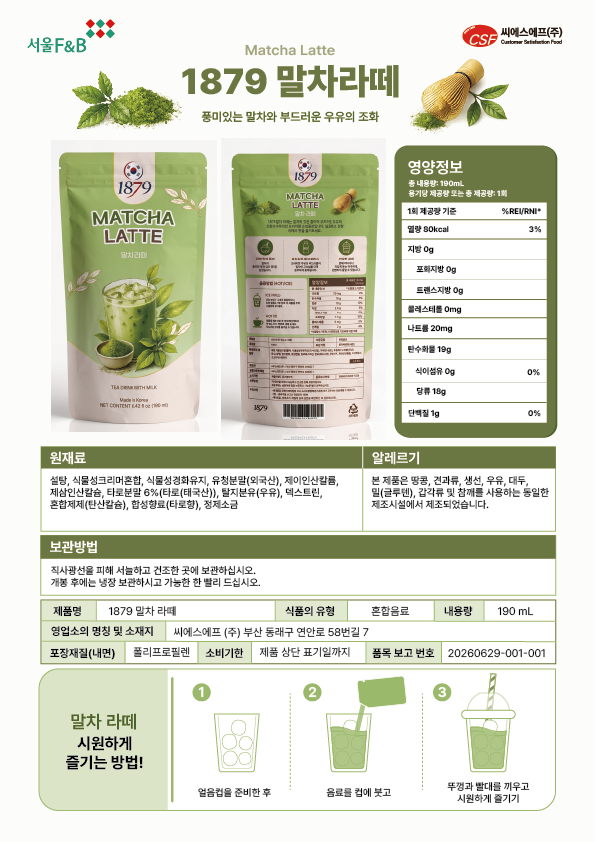 서울F&B
CSF
씨에스에프(주)
Customer Satisfaction Food
Matcha Latte
1879 말차라떼
풍미있는 말차와 부드러운 우유의 조화
1879
MATCHA
LATTE
말차라떼
TEA DRINK WITH MILK
Made in Korea
NET CONTENT 6.42 fl oz (190 ml)
1879
MATCHA
LATTE
말차 라떼
1879
영양정보
총 내용량: 190mL
용기당 제공량 또는 총 제공량: 1회
1회 제공량 기준 %REI/RNI*
열량 80kcal 3%
지방 0g
포화지방 0g
트랜스지방 0g
콜레스테롤 0mg
나트륨 20mg
탄수화물 19g
식이섬유 0g 0%
당류 18g
단백질 1g 0%
원재료
설탕, 식물성크리머혼합, 식물성경화유지, 유청분말(외국산), 제이인산칼륨,
제삼인산칼슘, 타로분말 6%(타로(태국산)), 탈지분유(우유), 덱스트린,
혼합제제(탄산칼슘), 합성향료(타로향), 정제소금
알레르기
본 제품은 땅콩, 견과류, 생선, 우유, 대두,
밀(글루텐), 갑각류 및 참깨를 사용하는 동일한
제조시설에서 제조되었습니다.
보관방법
직사광선을 피해 서늘하고 건조한 곳에 보관하십시오.
개봉 후에는 냉장 보관하시고 가능한 한 빨리 드십시오.
제품명 1879 말차 라떼 식품의 유형 혼합음료 내용량 190 mL
영업소의 명칭 및 소재지 씨에스에프 (주) 부산 동래구 연안로 58번길 7
포장재질(내면) 폴리프로필렌 소비기한 제품 상단 표기일까지 품목 보고 번호 20260629-001-001
말차 라떼
시원하게
즐기는 방법!
1
얼음컵을 준비한 후
2
음료를 컵에 붓고
3
뚜껑과 빨대를 끼우고
시원하게 즐기기